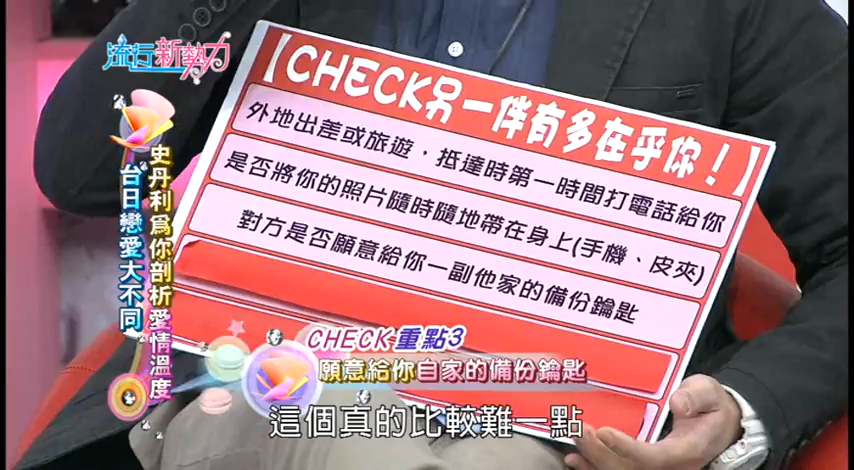 流行新勢力
【CHECK另一伴有多在乎你！】
外地出差或旅遊，抵達時第一時間打電話給你
是否將你的照片隨時隨地帶在身上(手機、皮夾)
對方是否願意給你一副他家的備份鑰匙
史丹利為你剖析愛情溫度
台日戀愛大不同
CHECK 重點3
願意給你自家的備份鑰匙
這個真的比較難一點